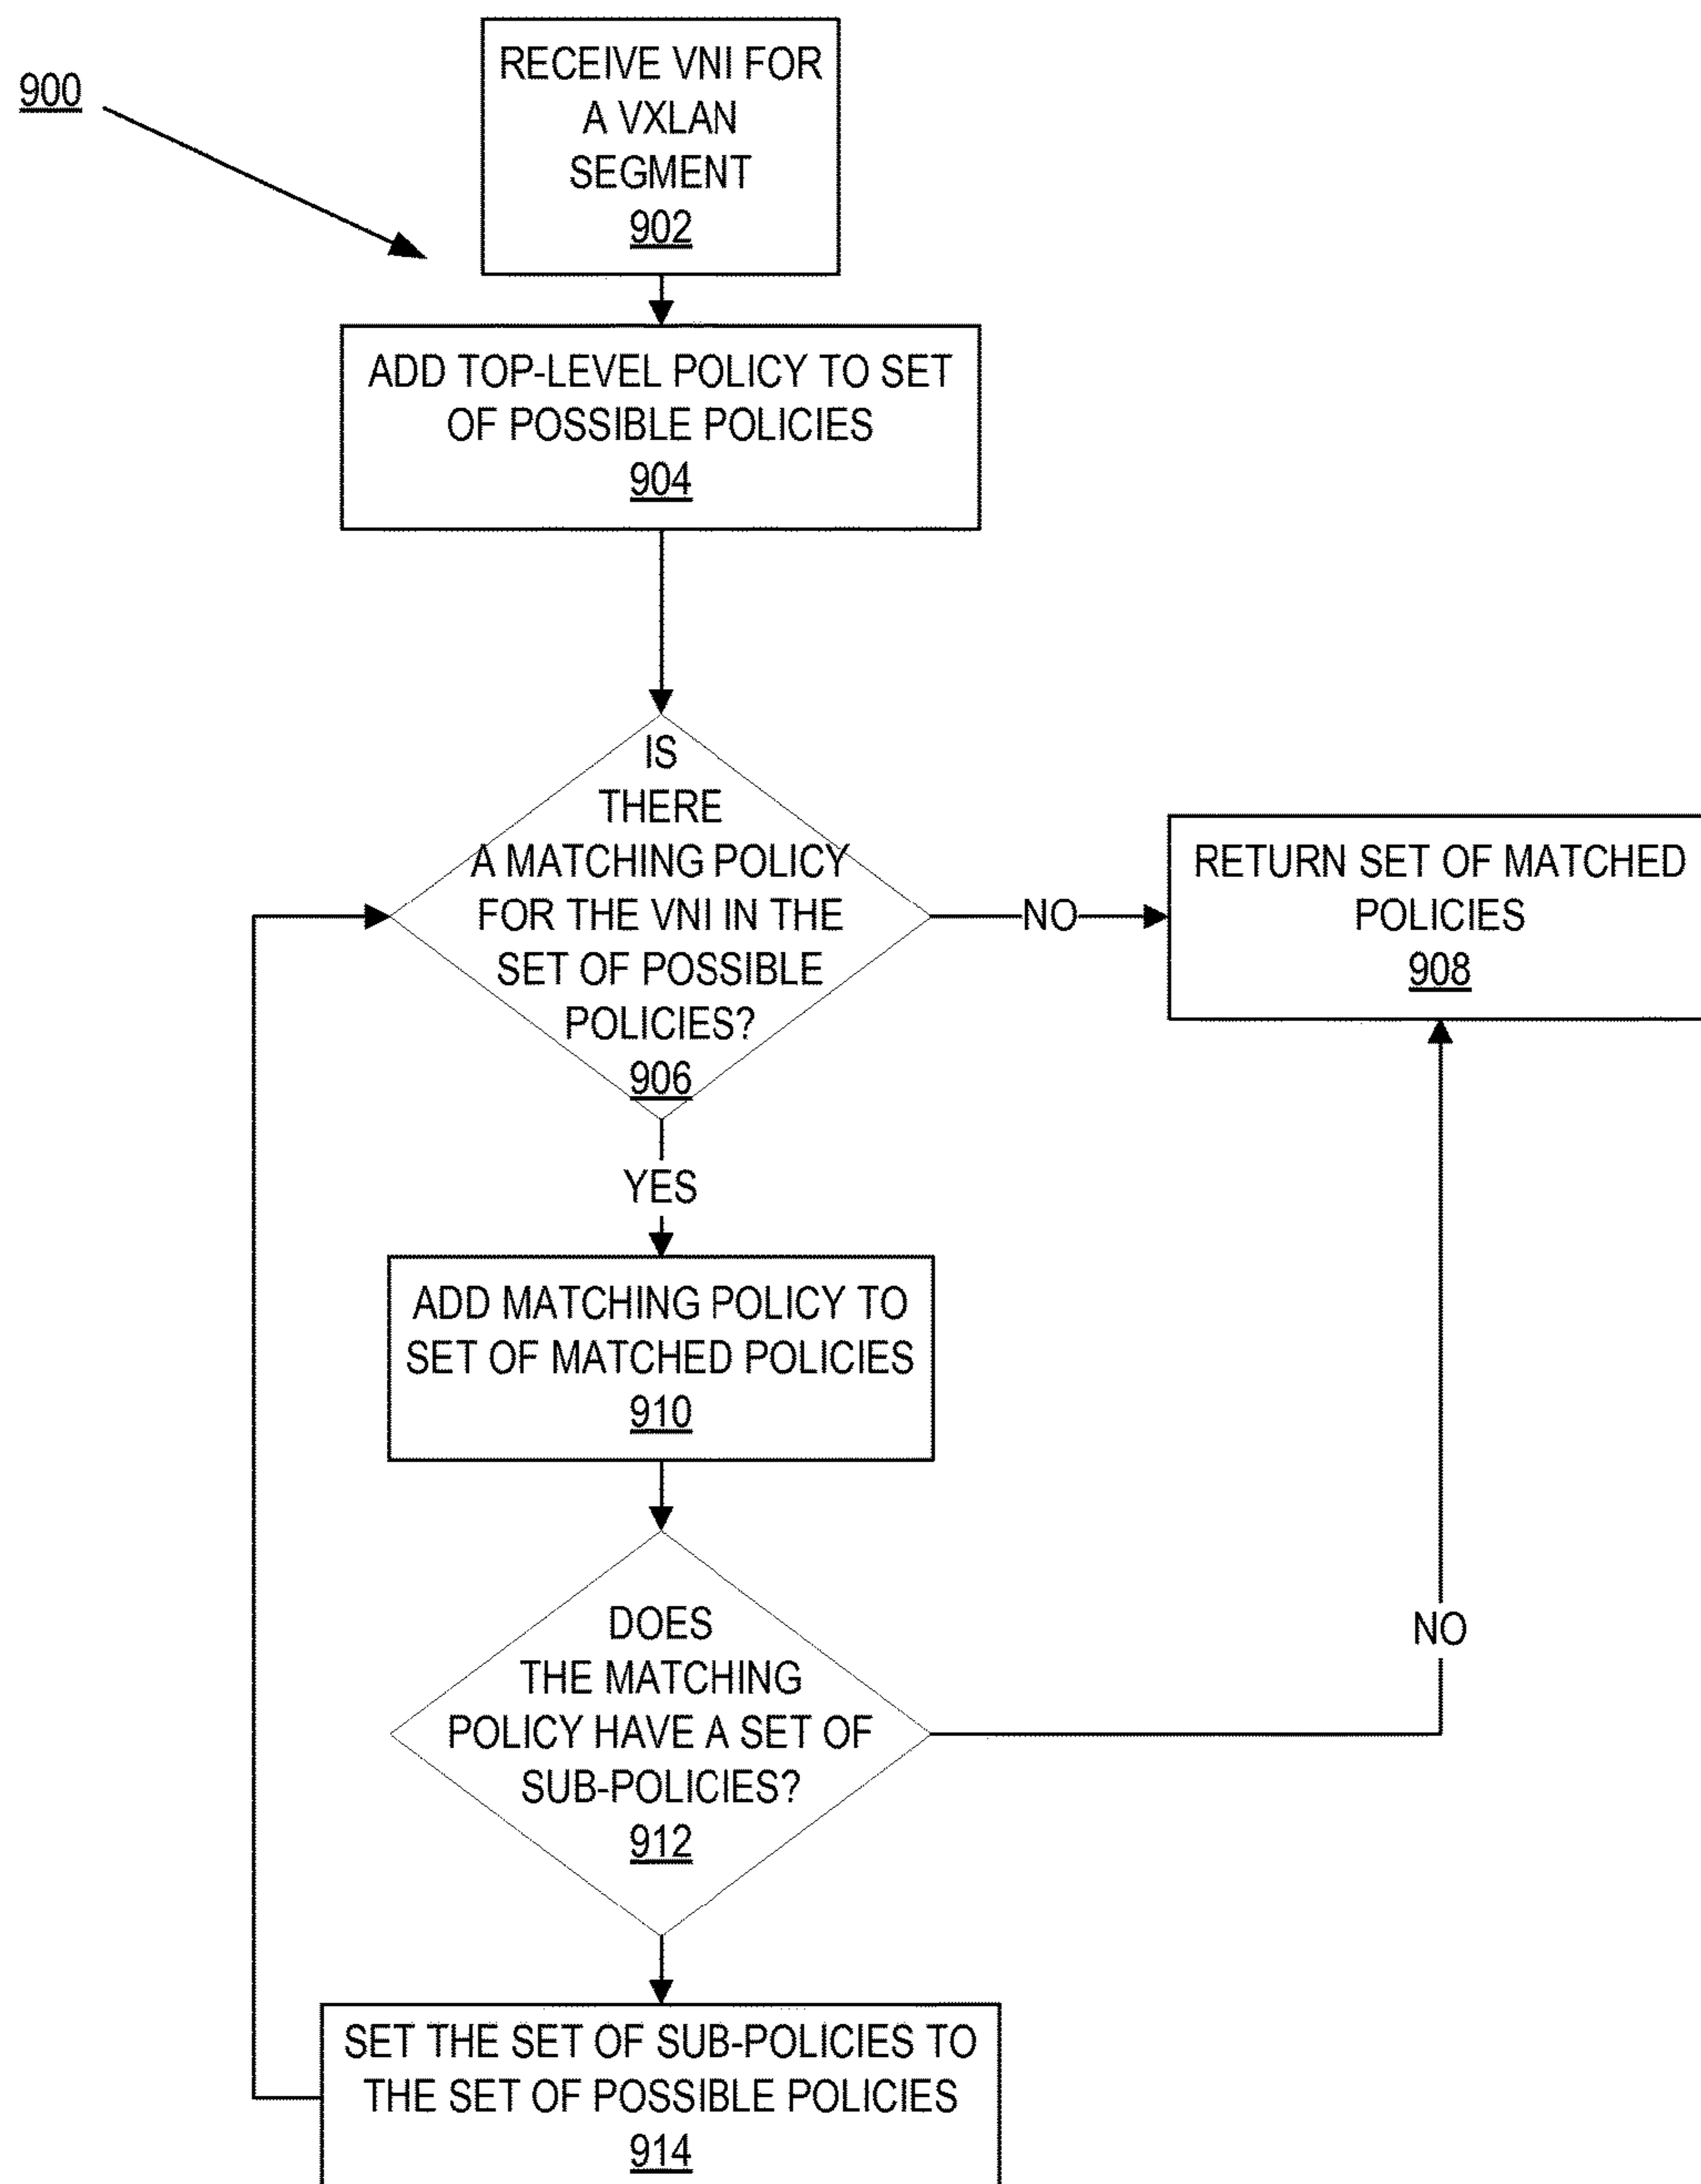 900
RECEIVE VNI FOR
A VXLAN
SEGMENT
902
ADD TOP-LEVEL POLICY TO SET
OF POSSIBLE POLICIES
904
IS
THERE
A MATCHING POLICY
FOR THE VNI IN THE
SET OF POSSIBLE
POLICIES?
906
NO
RETURN SET OF MATCHED
POLICIES
908
YES
ADD MATCHING POLICY TO
SET OF MATCHED POLICIES
910
DOES
THE MATCHING
POLICY HAVE A SET OF
SUB-POLICIES?
912
NO
SET THE SET OF SUB-POLICIES TO
THE SET OF POSSIBLE POLICIES
914